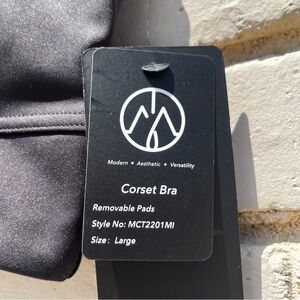 Modern • Aesthetic • Versatility
Corset Bra
Removable Pads
Style No: MCT2201MI
Size: Large